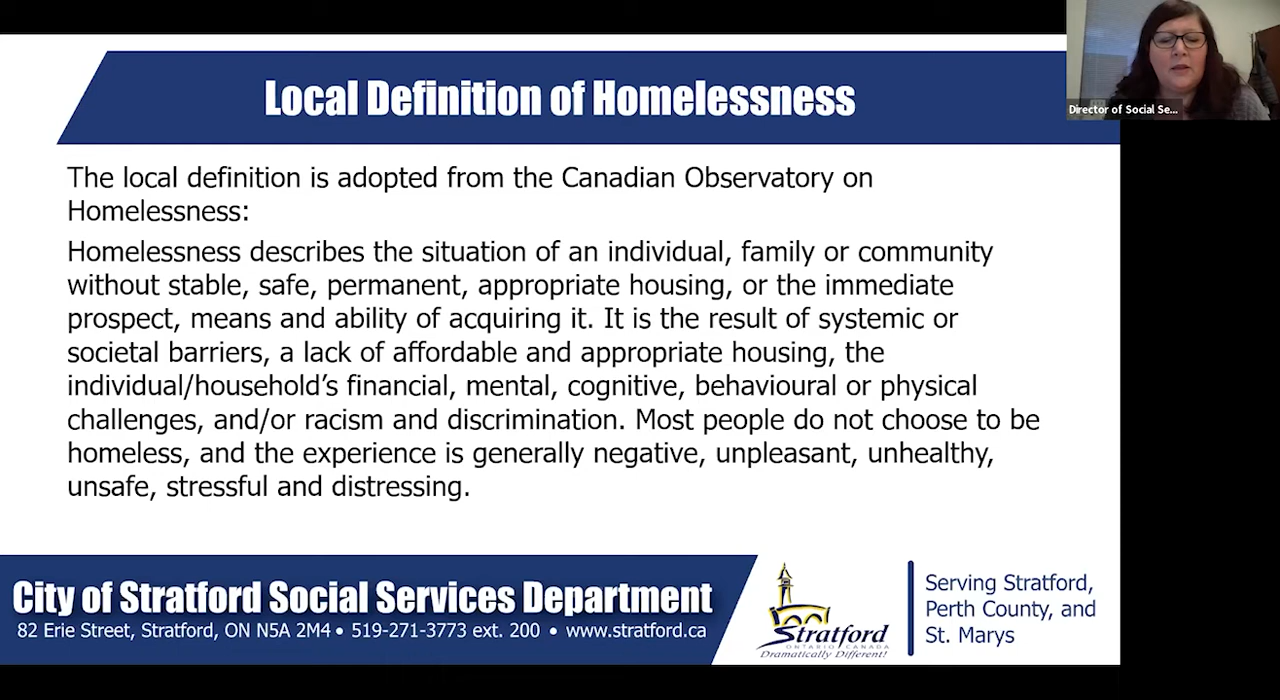 Local Definition of Homelessness
Director of Social Se...
The local definition is adopted from the Canadian Observatory on
Homelessness:
Homelessness describes the situation of an individual, family or community
without stable, safe, permanent, appropriate housing, or the immediate
prospect, means and ability of acquiring it. It is the result of systemic or
societal barriers, a lack of affordable and appropriate housing, the
individual/household’s financial, mental, cognitive, behavioural or physical
challenges, and/or racism and discrimination. Most people do not choose to be
homeless, and the experience is generally negative, unpleasant, unhealthy,
unsafe, stressful and distressing.
City of Stratford Social Services Department
82 Erie Street, Stratford, ON N5A 2M4 • 519-271-3773 ext. 200 • www.stratford.ca
Stratford
ONTARIO CANADA
Dramatically Different!
Serving Stratford,
Perth County, and
St. Marys